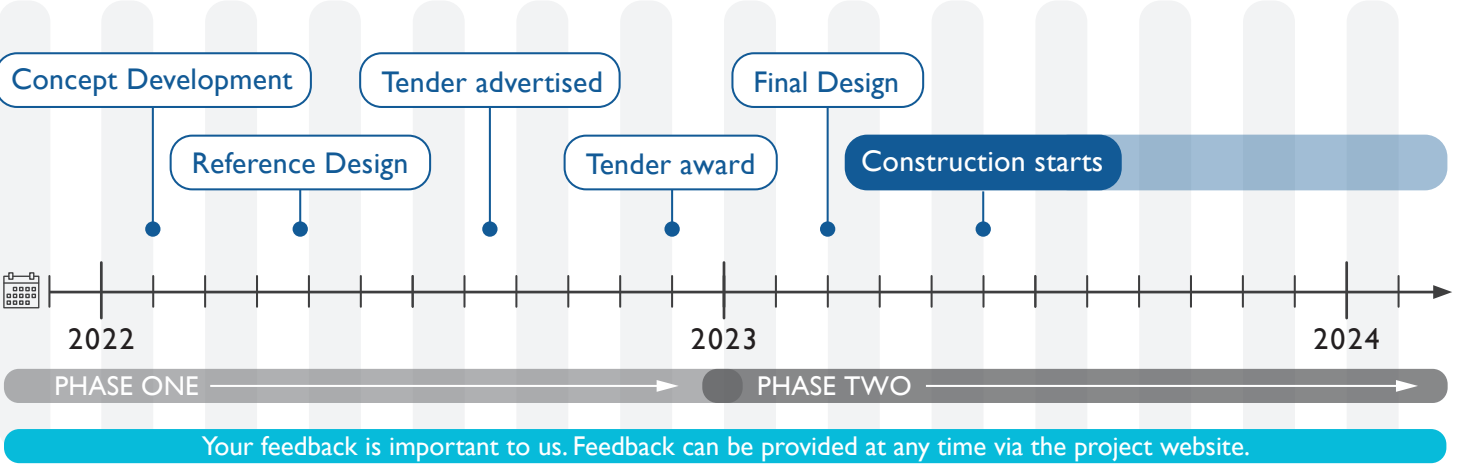 Concept Development
Tender advertised
Final Design
Reference Design
Tender award
Construction starts
2022
2023
2024
PHASE ONE
PHASE TWO
Your feedback is important to us. Feedback can be provided at any time via the project website.